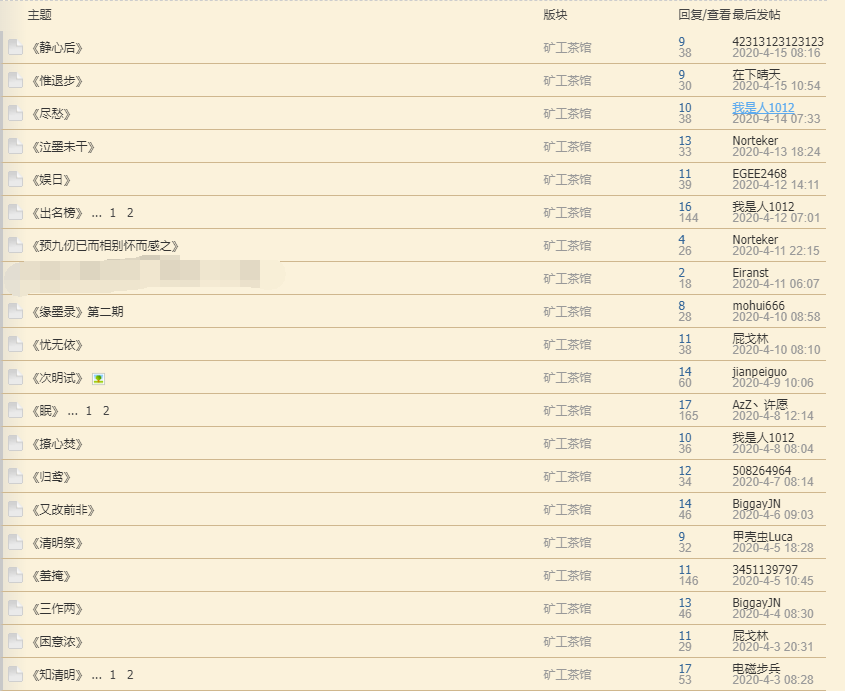 主题 版块 回复/查看 最后发帖
《静心后》 矿工茶馆 9 42313123123123
38 2020-4-15 08:16
《惟退步》 矿工茶馆 9 在下晴天
30 2020-4-15 10:54
《尽愁》 矿工茶馆 10 我是人1012
38 2020-4-14 07:33
《泣墨未干》 矿工茶馆 13 Norteker
33 2020-4-13 18:24
《娱日》 矿工茶馆 11 EGEE2468
39 2020-4-12 14:11
《出名榜》 ... 1 2 矿工茶馆 16 我是人1012
144 2020-4-12 07:01
《预九仞已而相别怀而感之》 矿工茶馆 4 Norteker
26 2020-4-11 22:15
矿工茶馆 2 Eiranst
18 2020-4-11 06:07
《缘墨录》第二期 矿工茶馆 8 mohui666
28 2020-4-10 08:58
《忧无依》 矿工茶馆 11 屁戈林
38 2020-4-10 08:10
《次明试》 矿工茶馆 14 jianpeiguo
60 2020-4-9 10:06
《眠》 ... 1 2 矿工茶馆 17 AzZ丶许愿
165 2020-4-8 12:14
《摄心焚》 矿工茶馆 10 我是人1012
36 2020-4-8 08:04
《归鸢》 矿工茶馆 12 508264964
34 2020-4-7 08:14
《又改前非》 矿工茶馆 14 BiggayJN
46 2020-4-6 09:03
《清明祭》 矿工茶馆 9 甲壳虫Luca
32 2020-4-5 18:28
《羞掩》 矿工茶馆 11 3451139797
146 2020-4-5 10:45
《三作两》 矿工茶馆 13 BiggayJN
46 2020-4-4 08:30
《困意浓》 矿工茶馆 11 屁戈林
29 2020-4-3 20:31
《知清明》 ... 1 2 矿工茶馆 17 电磁步兵
53 2020-4-3 08:28